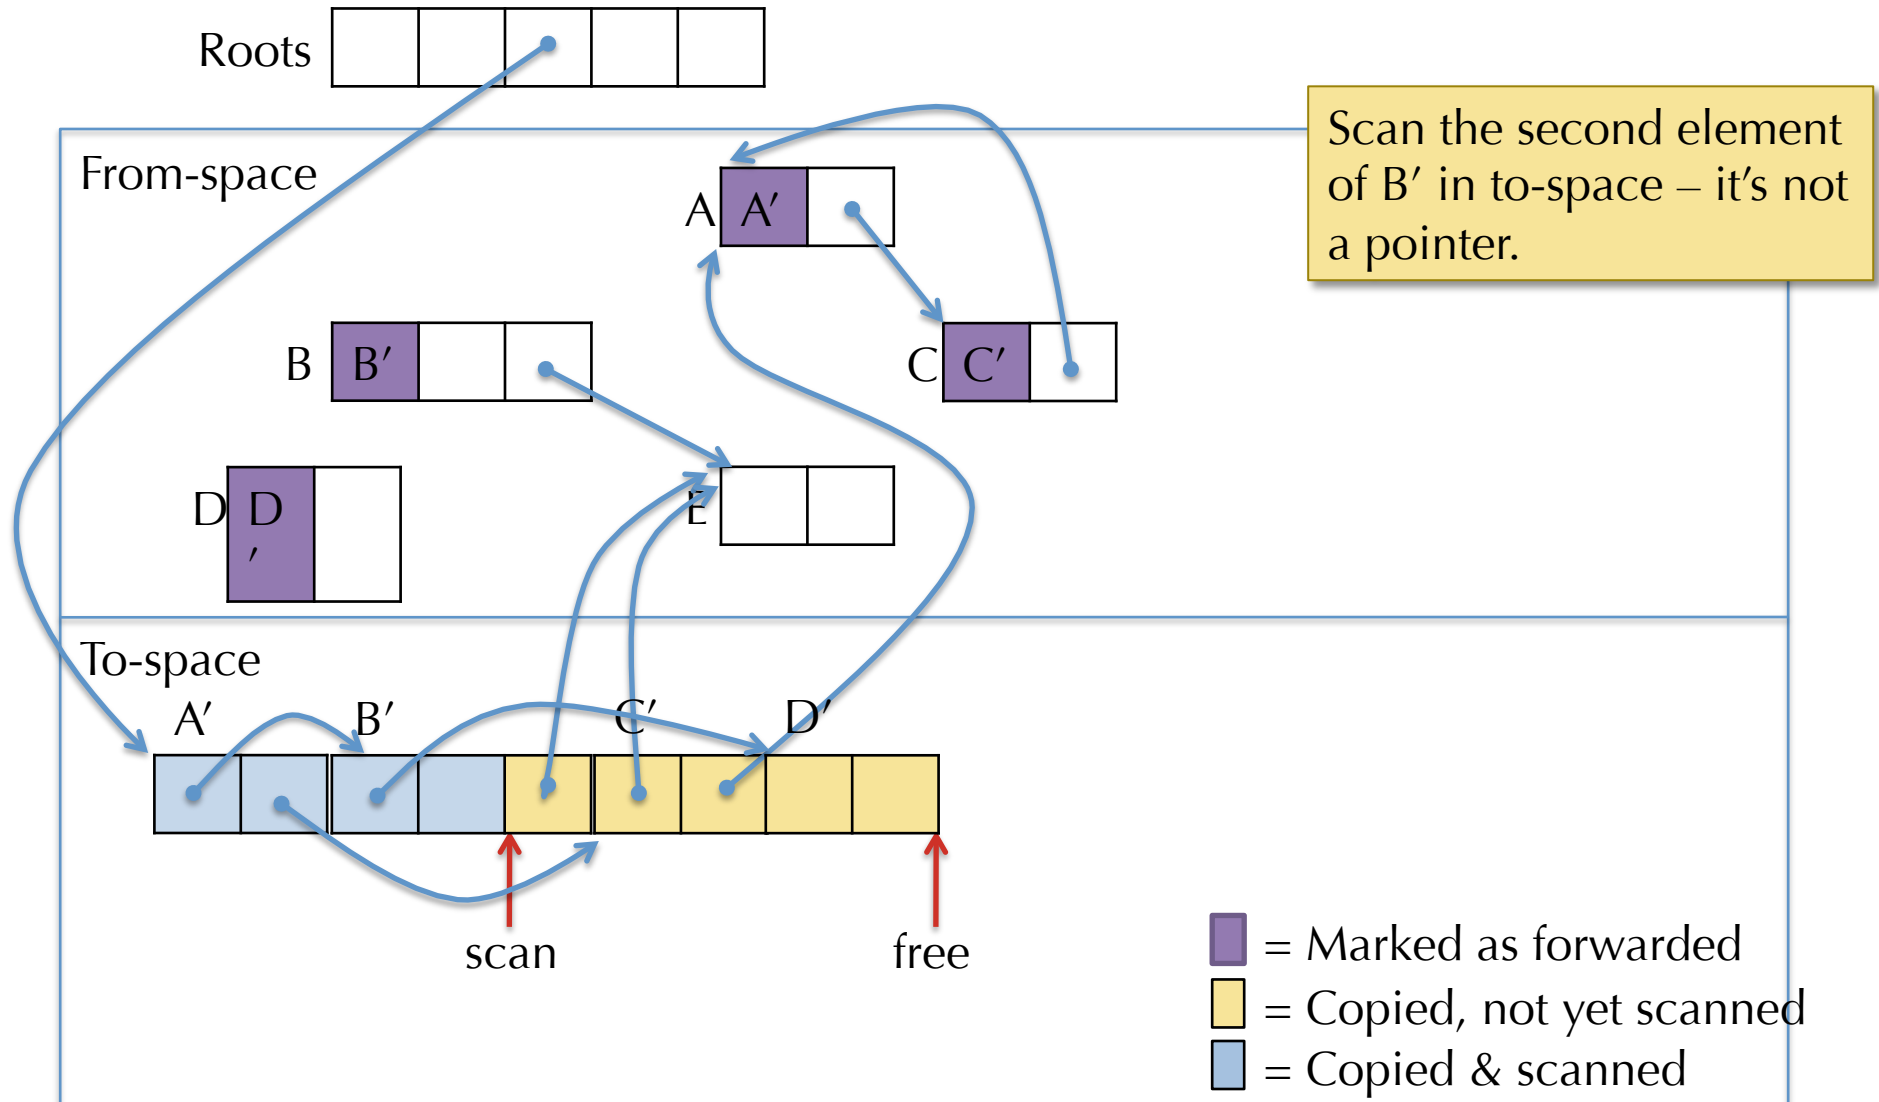 Roots
Scan the second element
of B′ in to-space – it's not
a pointer.
From-space
A A′
B B′
C C′
D D
′
E
To-space
A′ B′ C′ D′
scan free
= Marked as forwarded
= Copied, not yet scanned
= Copied & scanned